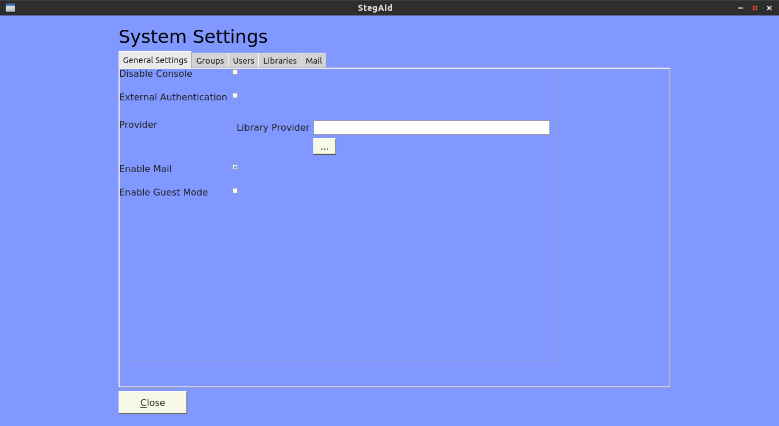 StegAid
System Settings
General Settings Groups Users Libraries Mail
Disable Console
External Authentication
Provider Library Provider
...
Enable Mail
Enable Guest Mode
Close